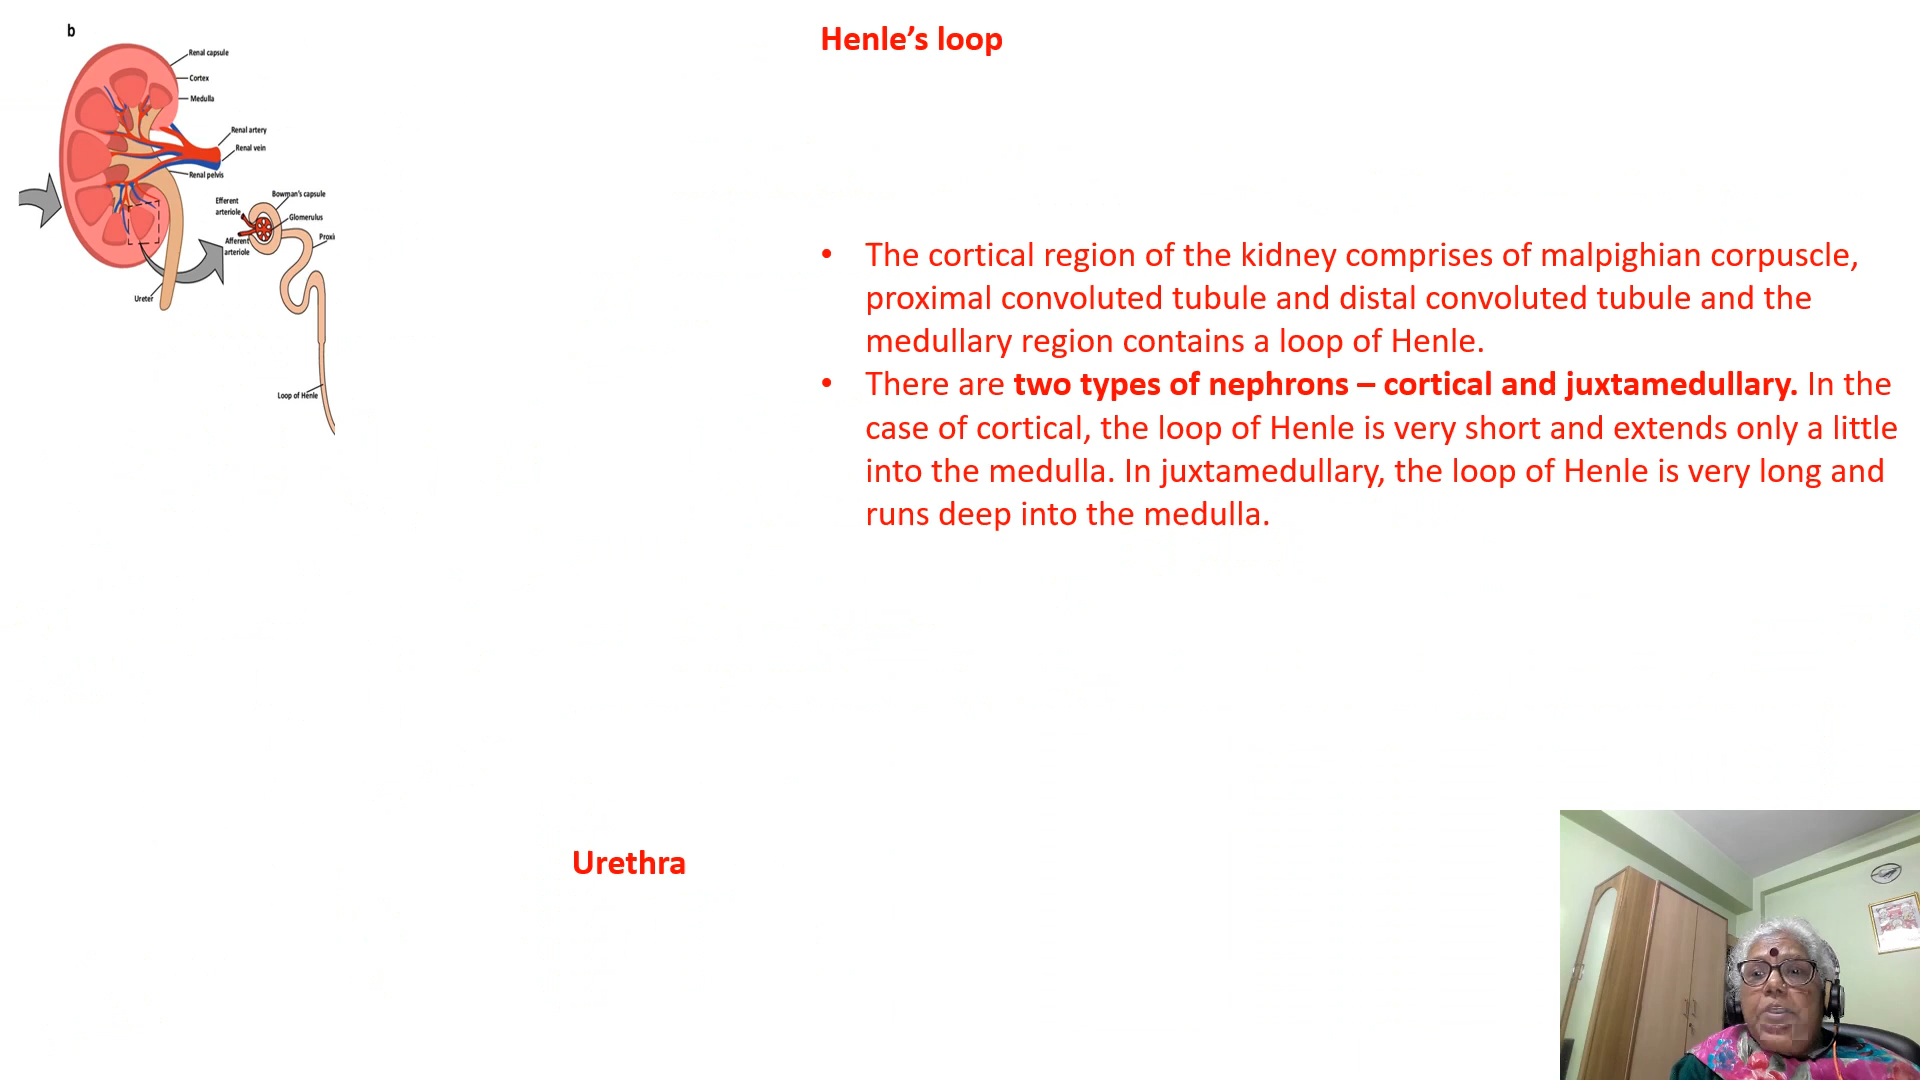 b
Renal capsule
Cortex
Medulla
Renal artery
Renal vein
Renal pelvis
Ureter
Bowman's capsule
Efferent
arteriole
Glomerulus
Afferent
arteriole
Proxi
Loop of Henle
Henle’s loop
• The cortical region of the kidney comprises of malpighian corpuscle,
proximal convoluted tubule and distal convoluted tubule and the
medullary region contains a loop of Henle.
• There are two types of nephrons – cortical and juxtamedullary. In the
case of cortical, the loop of Henle is very short and extends only a little
into the medulla. In juxtamedullary, the loop of Henle is very long and
runs deep into the medulla.
Urethra